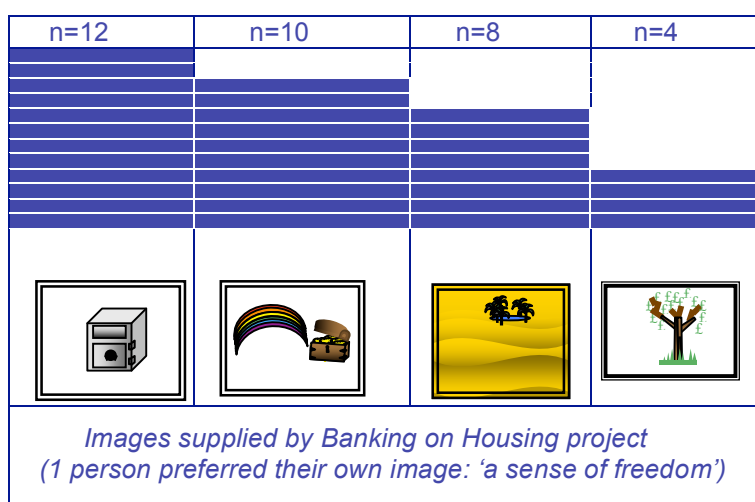 n=12 n=10 n=8 n=4
£ £ £ £ £ £ £ £ £ £ £
Images supplied by Banking on Housing project
(1 person preferred their own image: ‘a sense of freedom’)